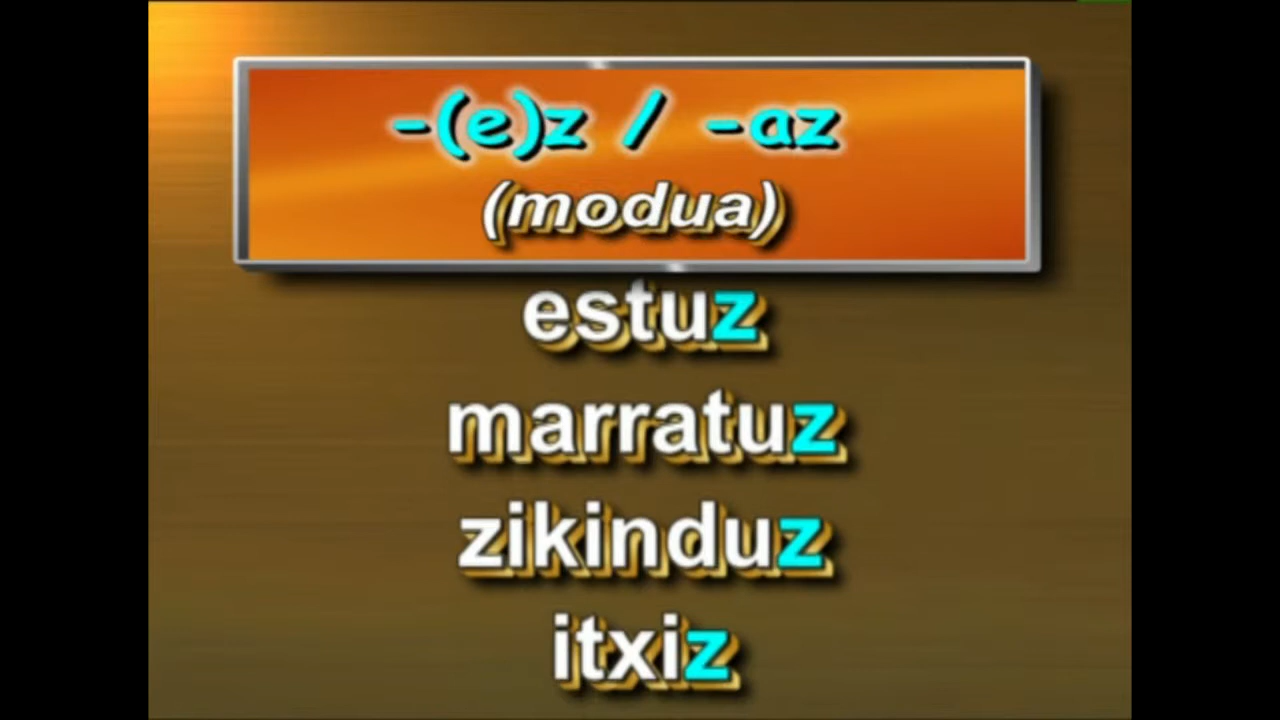 -(e)z / -az
(modua)
estuz
marratuz
zikinduz
itxiz